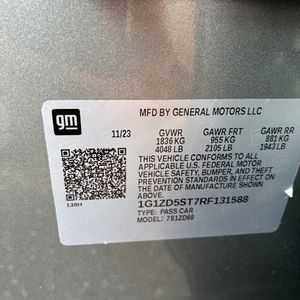 gm
MFD BY GENERAL MOTORS LLC
11/23 GVWR GAWR FRT GAWR RR
1836 KG 955 KG 881 KG
4048 LB 2105 LB 1943 LB
THIS VEHICLE CONFORMS TO ALL
APPLICABLE U.S. FEDERAL MOTOR
VEHICLE SAFETY, BUMPER, AND THEFT
PREVENTION STANDARDS IN EFFECT ON
THE DATE OF MANUFACTURE SHOWN ABOVE.
1G1ZD5ST7RF131588
TYPE: PASS CAR
MODEL: 781ZD69
130H